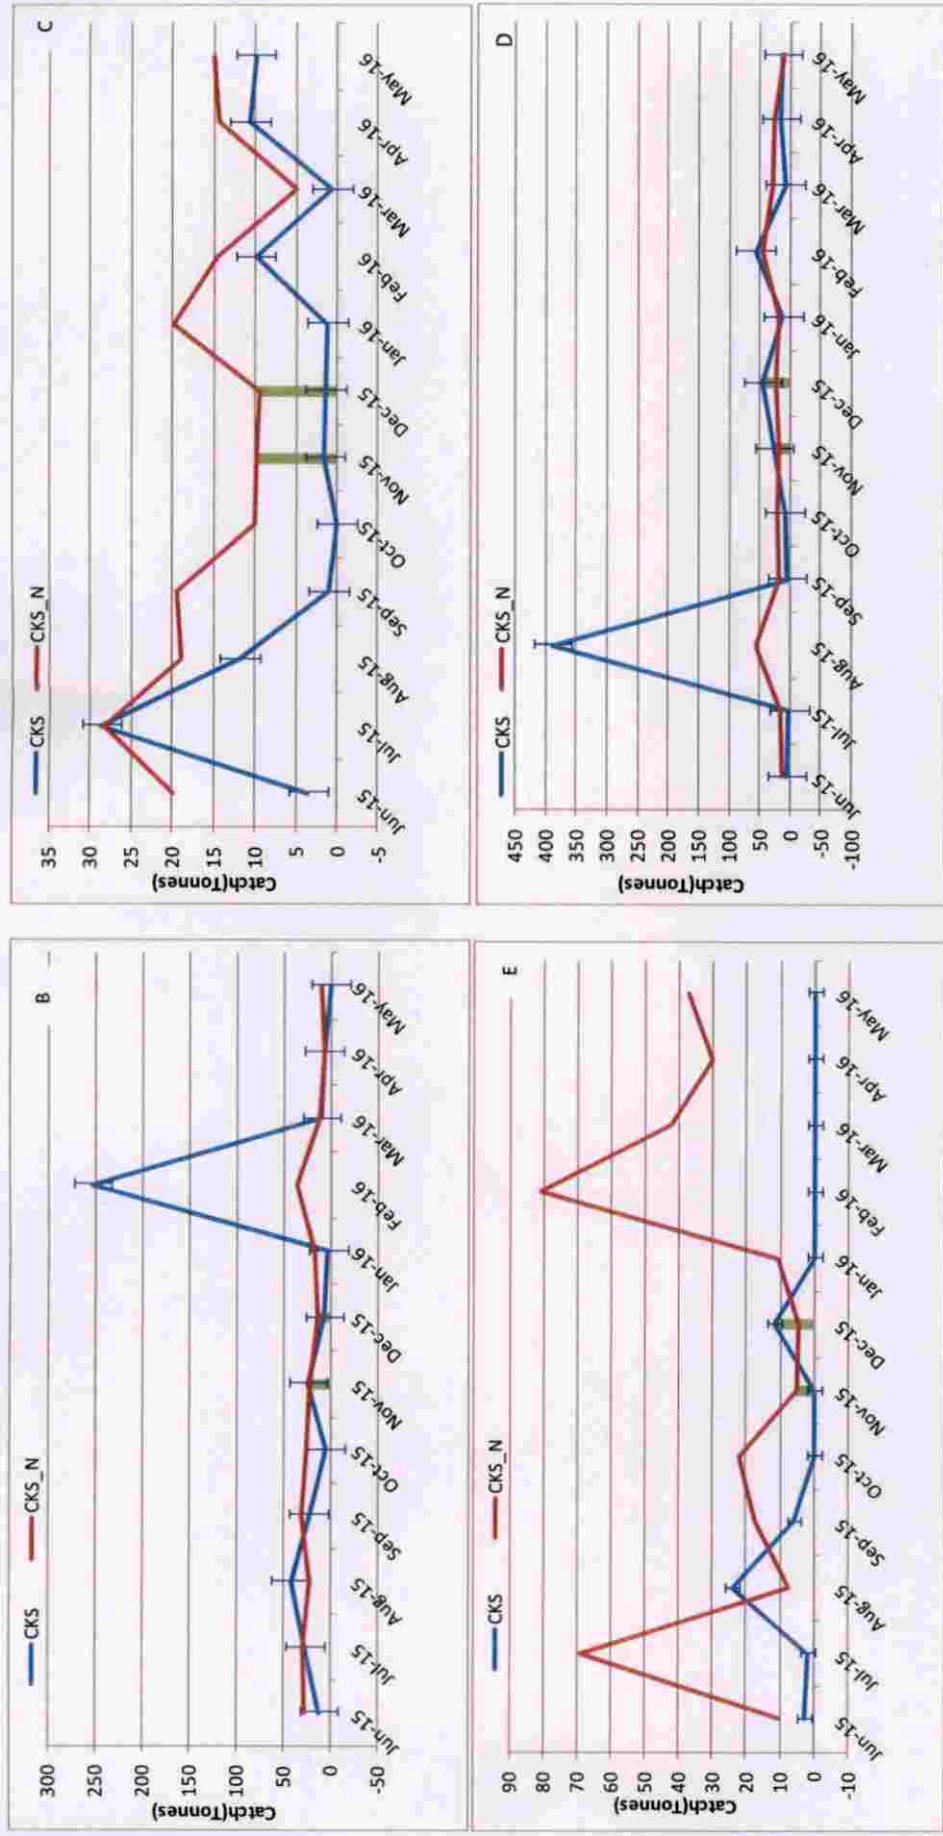 CKS CKS_N
B
300
250
200
150
100
50
0
-50
Catch(Tonnes)
Jun-15 Jul-15 Aug-15 Sep-15 Oct-15 Nov-15 Dec-15 Jan-16 Feb-16 Mar-16 Apr-16 May-16
CKS CKS_N
C
35
30
25
20
15
10
5
0
-5
Catch(Tonnes)
Jun-15 Jul-15 Aug-15 Sep-15 Oct-15 Nov-15 Dec-15 Jan-16 Feb-16 Mar-16 Apr-16 May-16
CKS CKS_N
E
90
80
70
60
50
40
30
20
10
0
-10
Catch(Tonnes)
Jun-15 Jul-15 Aug-15 Sep-15 Oct-15 Nov-15 Dec-15 Jan-16 Feb-16 Mar-16 Apr-16 May-16
CKS CKS_N
D
450
400
350
300
250
200
150
100
50
0
-50
-100
Catch(Tonnes)
Jun-15 Jul-15 Aug-15 Sep-15 Oct-15 Nov-15 Dec-15 Jan-16 Feb-16 Mar-16 Apr-16 May-16